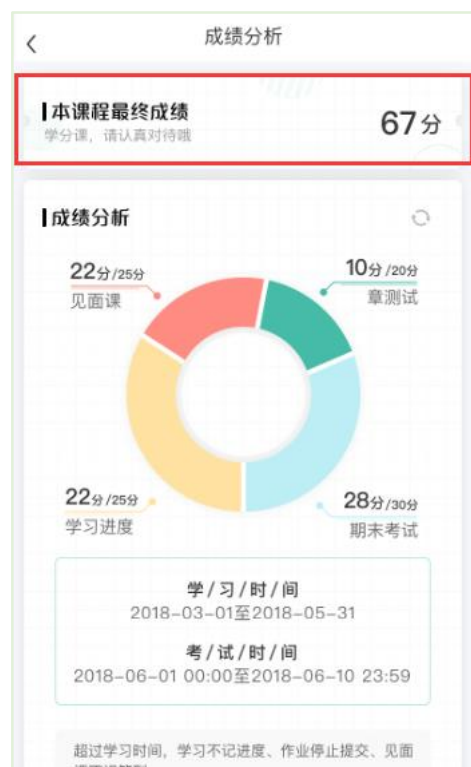 成绩分析
本课程最终成绩
67分
学分课，请认真对待哦
成绩分析
22分/25分
见面课
10分/20分
章测试
22分/25分
学习进度
28分/30分
期末考试
学/习/时/间
2018-03-01至2018-05-31
考/试/时/间
2018-06-01 00:00至2018-06-10 23:59
超过学习时间，学习不记进度、作业停止提交、见面